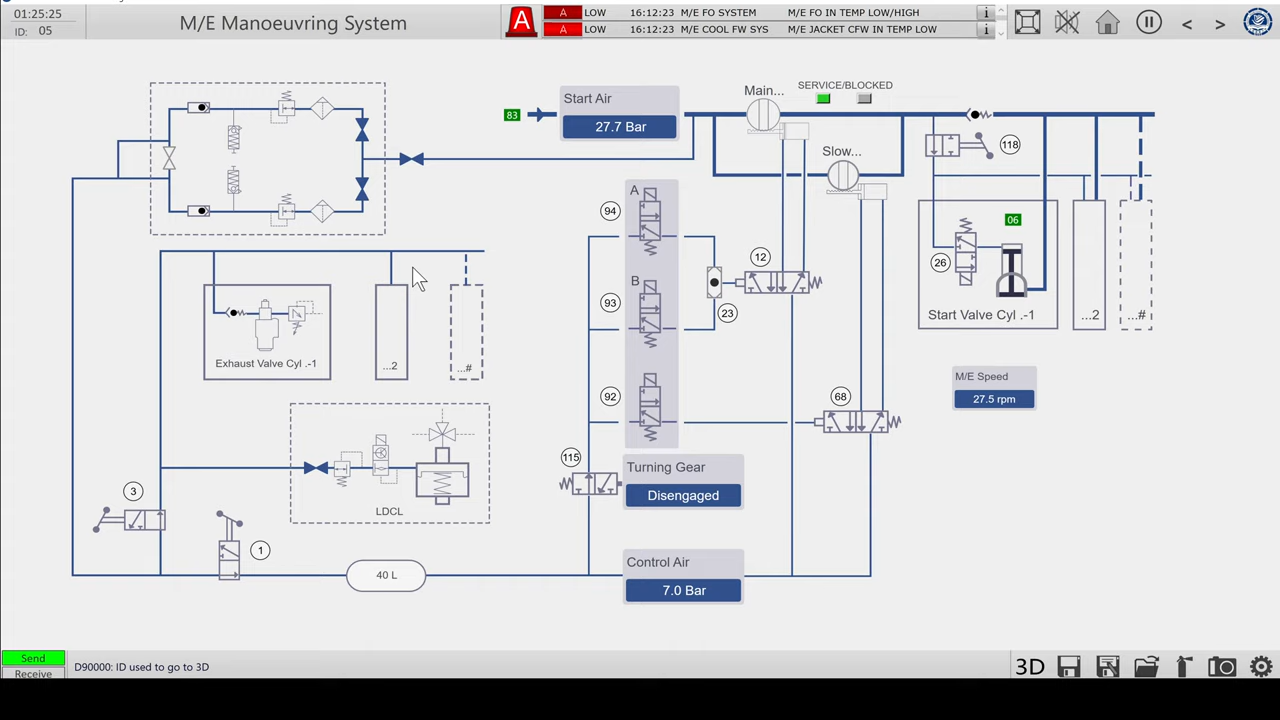 01:25:25
ID: 05
M/E Manoeuvring System
A
A LOW 16:12:23 M/E FO SYSTEM M/E FO IN TEMP LOW/HIGH i
A LOW 16:12:23 M/E COOL FW SYS M/E JACKET CFW IN TEMP LOW i
83
Start Air
27.7 Bar
Main...
SERVICE/BLOCKED
Slow...
118
A
94
12
06
26
Start Valve Cyl .-1
...2
...#
B
93
23
Exhaust Valve Cyl .-1
...2
...#
M/E Speed
27.5 rpm
92
68
115
Turning Gear
Disengaged
LDCL
3
1
40 L
Control Air
7.0 Bar
Send
Receive
D90000: ID used to go to 3D
3D